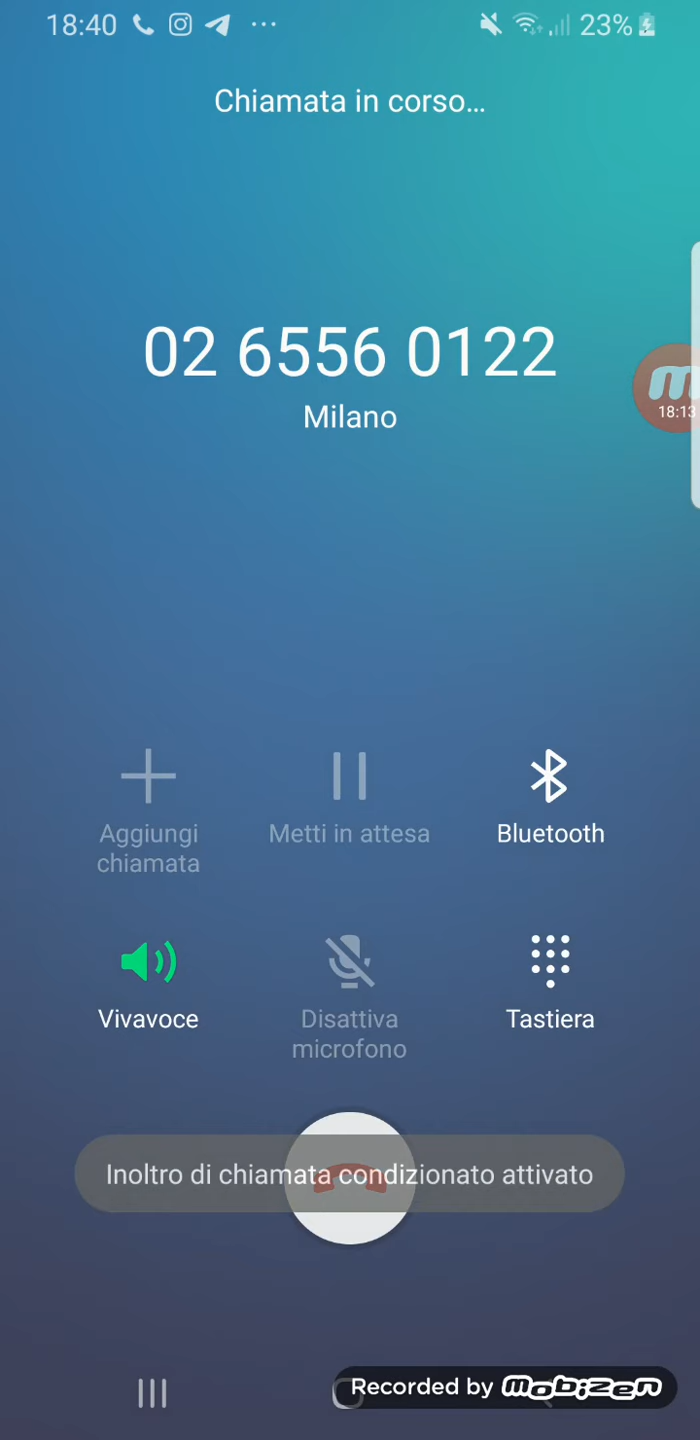 18:40 23%
Chiamata in corso...
02 6556 0122
Milano
m
18:13
Aggiungi
chiamata
Metti in attesa
Bluetooth
Vivavoce
Disattiva
microfono
Tastiera
Inoltro di chiamata condizionato attivato
Recorded by mobizen